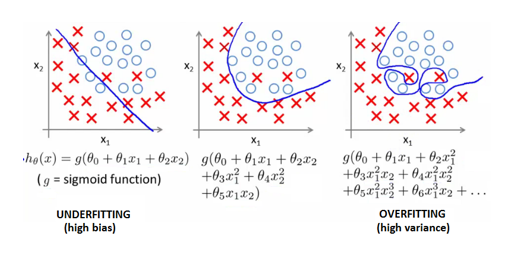 x₂
x₁
x₂
x₁
x₂
x₁
hθ(x) = g(θ₀ + θ₁x₁ + θ₂x₂)
(g = sigmoid function)
UNDERFITTING
(high bias)
g(θ₀ + θ₁x₁ + θ₂x₂
+θ₃x₁² + θ₄x₂²
+θ₅x₁x₂)
g(θ₀ + θ₁x₁ + θ₂x₁²
+θ₃x₁²x₂ + θ₄x₁²x₂²
+θ₅x₁²x₂³ + θ₆x₁³x₂ + …
OVERFITTING
(high variance)